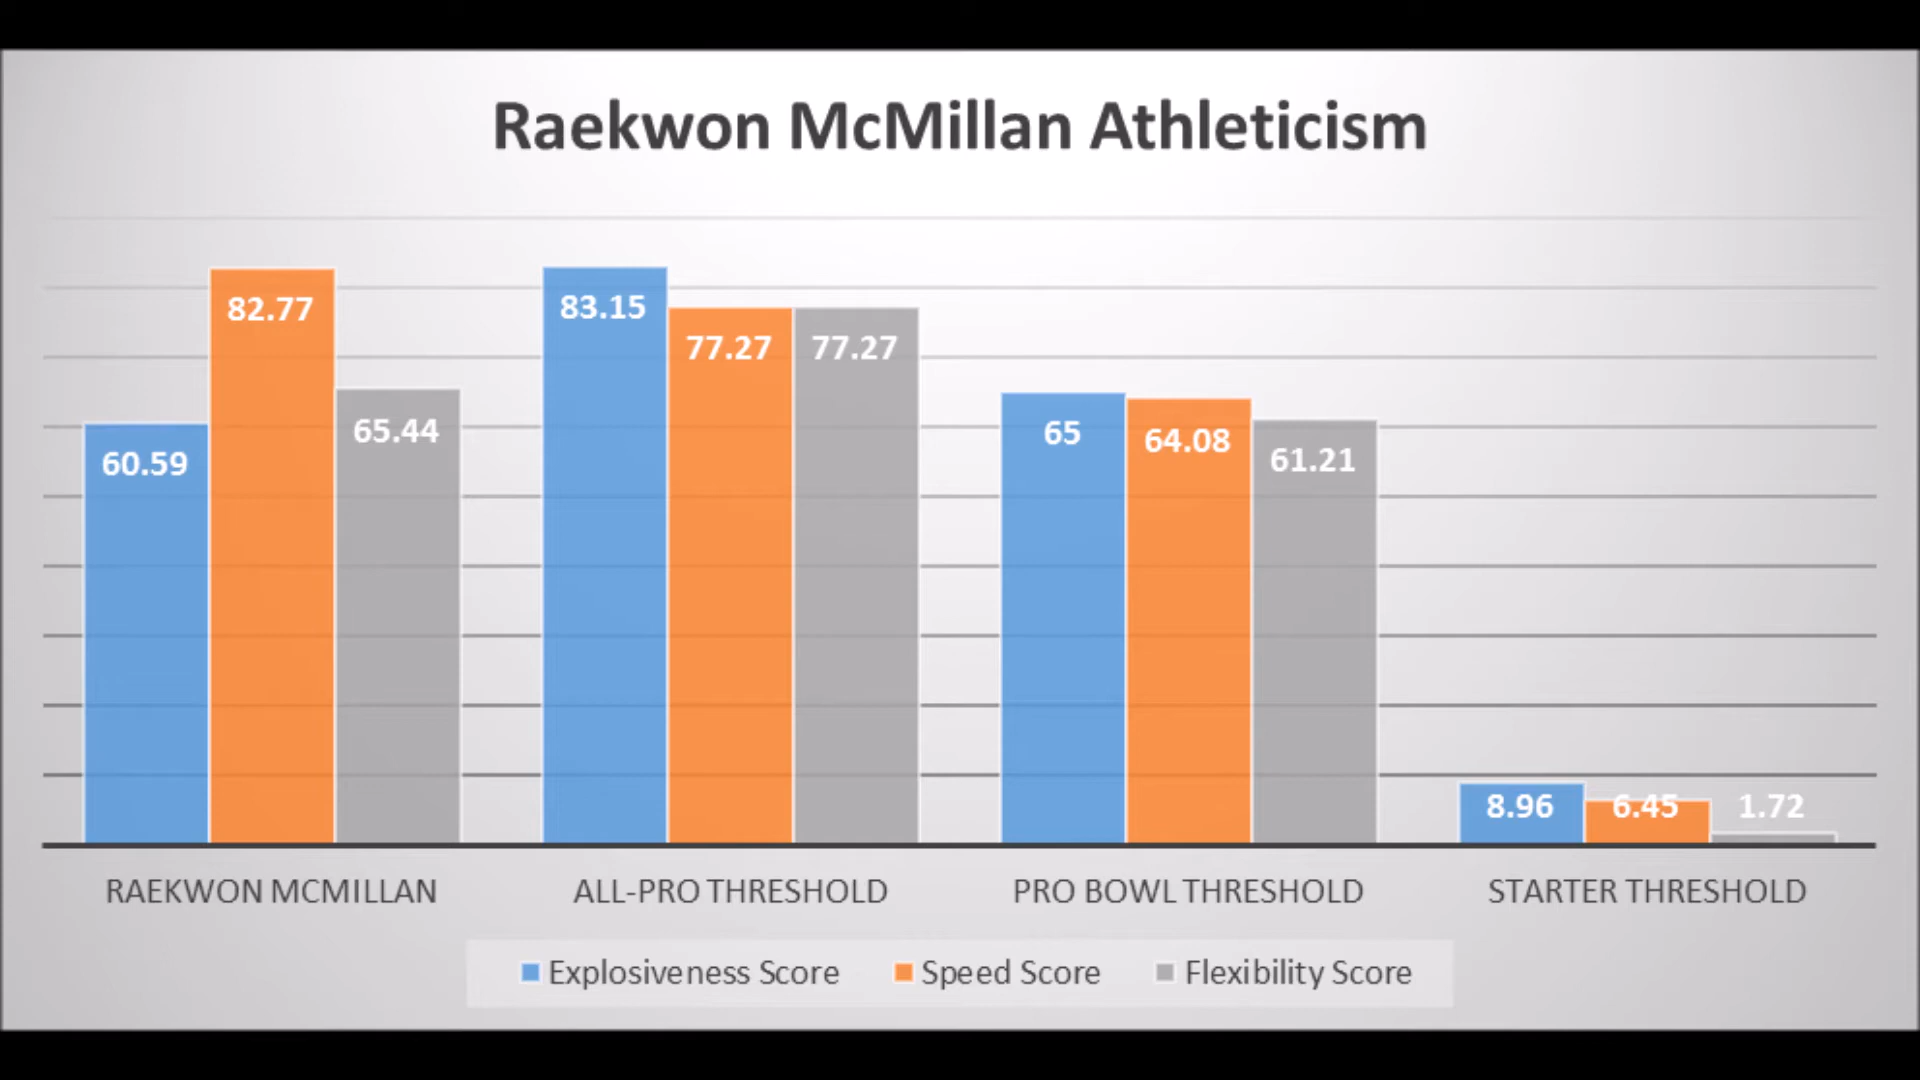 Raekwon McMillan Athleticism
60.59 82.77 65.44 83.15 77.27 77.27 65 64.08 61.21 8.96 6.45 1.72
RAEKWON MCMILLAN ALL-PRO THRESHOLD PRO BOWL THRESHOLD STARTER THRESHOLD
Explosiveness Score Speed Score Flexibility Score